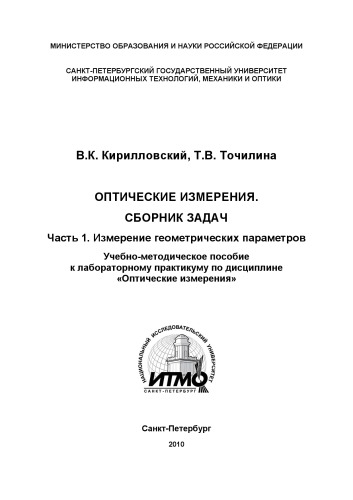 МИНИСТЕРСТВО ОБРАЗОВАНИЯ И НАУКИ РОССИЙСКОЙ ФЕДЕРАЦИИ
САНКТ-ПЕТЕРБУРГСКИЙ ГОСУДАРСТВЕННЫЙ УНИВЕРСИТЕТ
ИНФОРМАЦИОННЫХ ТЕХНОЛОГИЙ, МЕХАНИКИ И ОПТИКИ
В.К. Кирилловский, Т.В. Точилина
ОПТИЧЕСКИЕ ИЗМЕРЕНИЯ.
СБОРНИК ЗАДАЧ
Часть 1. Измерение геометрических параметров
Учебно-методическое пособие
к лабораторному практикуму по дисциплине
«Оптические измерения»
НАЦИОНАЛЬНЫЙ ИССЛЕДОВАТЕЛЬСКИЙ УНИВЕРСИТЕТ
ИТМО
САНКТ-ПЕТЕРБУРГ
Санкт-Петербург
2010